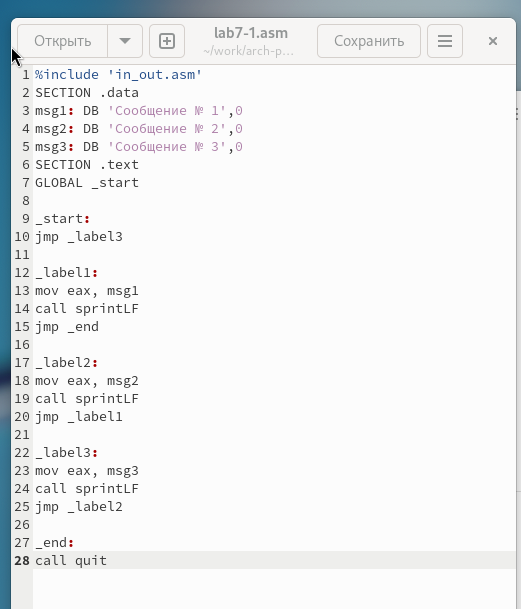 Открыть
lab7-1.asm
~/work/arch-p...
Сохранить
1 %include 'in_out.asm'
2 SECTION .data
3 msg1: DB 'Сообщение № 1',0
4 msg2: DB 'Сообщение № 2',0
5 msg3: DB 'Сообщение № 3',0
6 SECTION .text
7 GLOBAL _start
8
9 _start:
10 jmp _label3
11
12 _label1:
13 mov eax, msg1
14 call sprintLF
15 jmp _end
16
17 _label2:
18 mov eax, msg2
19 call sprintLF
20 jmp _label1
21
22 _label3:
23 mov eax, msg3
24 call sprintLF
25 jmp _label2
26
27 _end:
28 call quit